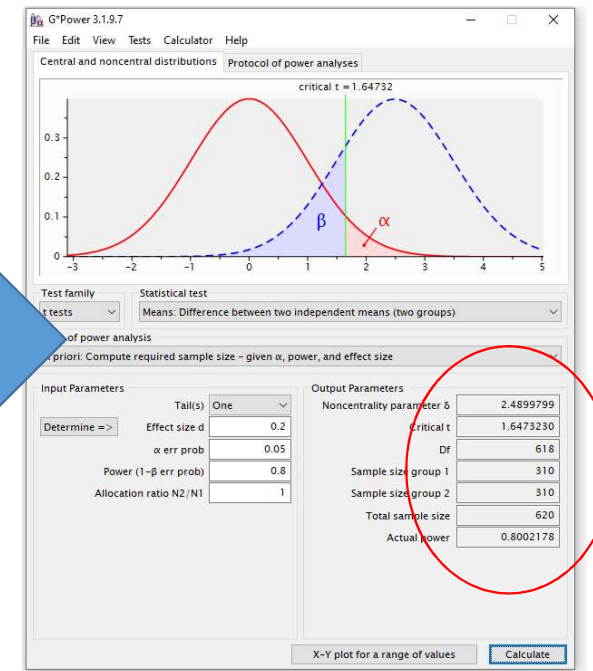 G*Power 3.1.9.7
File Edit View Tests Calculator Help
Central and noncentral distributions Protocol of power analyses
critical t = 1.64732
0.3
0.2
0.1
0
β
α
-3 -2 -1 0 1 2 3 4 5
Test family Statistical test
t tests Means: Difference between two independent means (two groups)
of power analysis
priori: Compute required sample size - given α, power, and effect size
Input Parameters Output Parameters
Tail(s) One Noncentrality parameter δ 2.4899799
Determine => Effect size d 0.2 Critical t 1.6473230
α err prob 0.05 Df 618
Power (1-β err prob) 0.8 Sample size group 1 310
Allocation ratio N2/N1 1 Sample size group 2 310
Total sample size 620
Actual power 0.8002178
X-Y plot for a range of values Calculate